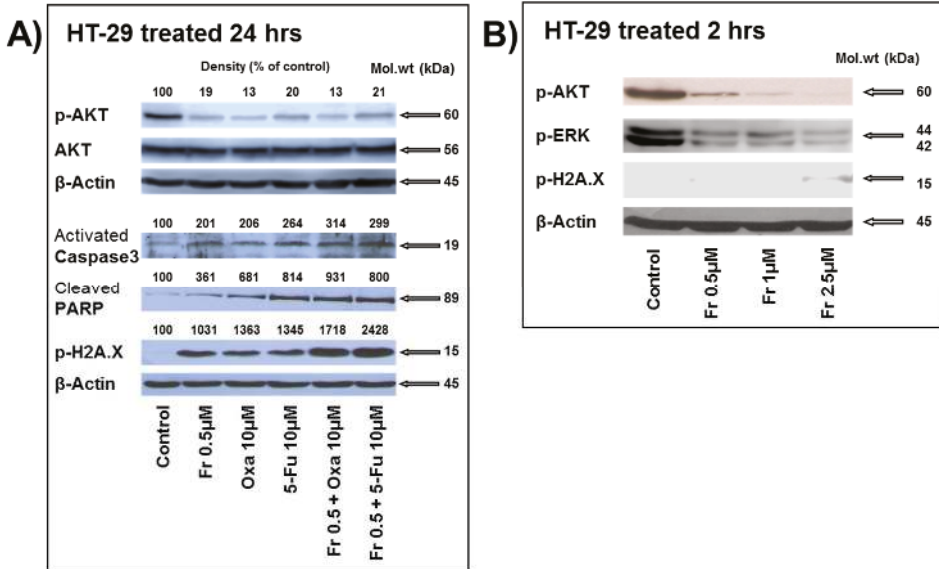 A)
HT-29 treated 24 hrs
Density (% of control) Mol.wt (kDa)
100 19 13 20 13 21
p-AKT 60
AKT 56
β-Actin 45
100 201 206 264 314 299
Activated
Caspase3 19
100 361 681 814 931 800
Cleaved
PARP 89
100 1031 1363 1345 1718 2428
p-H2A.X 15
β-Actin 45
Control
Fr 0.5µM
Oxa 10µM
5-Fu 10µM
Fr 0.5 + Oxa 10µM
Fr 0.5 + 5-Fu 10µM
B)
HT-29 treated 2 hrs
Mol.wt (kDa)
p-AKT 60
p-ERK 44
42
p-H2A.X 15
β-Actin 45
Control
Fr 0.5µM
Fr 1µM
Fr 2.5µM